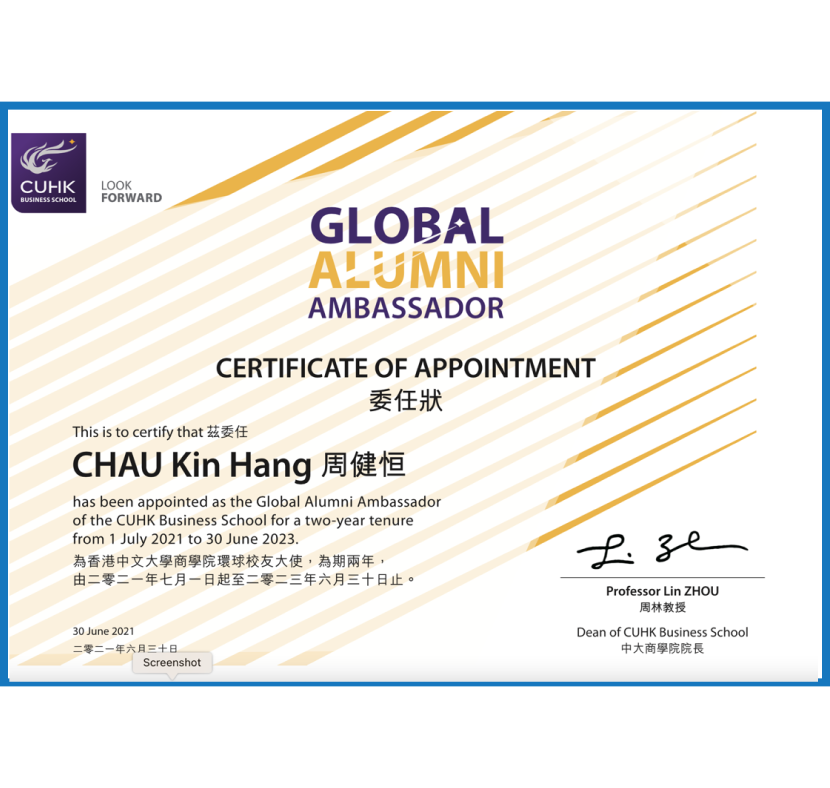 CUHK
BUSINESS SCHOOL
LOOK
FORWARD
GLOBAL
ALUMNI
AMBASSADOR
CERTIFICATE OF APPOINTMENT
委任狀
This is to certify that 茲委任
CHAU Kin Hang 周健恒
has been appointed as the Global Alumni Ambassador
of the CUHK Business School for a two-year tenure
from 1 July 2021 to 30 June 2023.
為香港中文大學商學院環球校友大使，為期兩年，
由二零二一年七月一日起至二零二三年六月三十日止。
Professor Lin ZHOU
周林教授
30 June 2021
Dean of CUHK Business School
二零二一年六月三十日
中大商學院院長
Screenshot